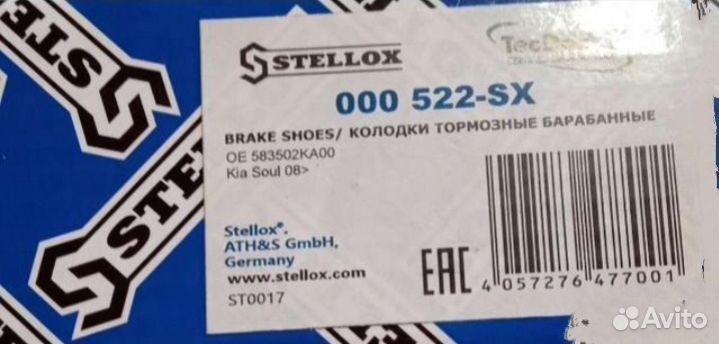 STELLOX
000 522-SX
BRAKE SHOES/ КОЛОДКИ ТОРМОЗНЫЕ БАРАБАННЫЕ
OE 583502KA00
Kia Soul 08>
Stellox®,
ATH&S GmbH,
Germany
www.stellox.com
ST0017
EAC
4 057276 477001
Avito